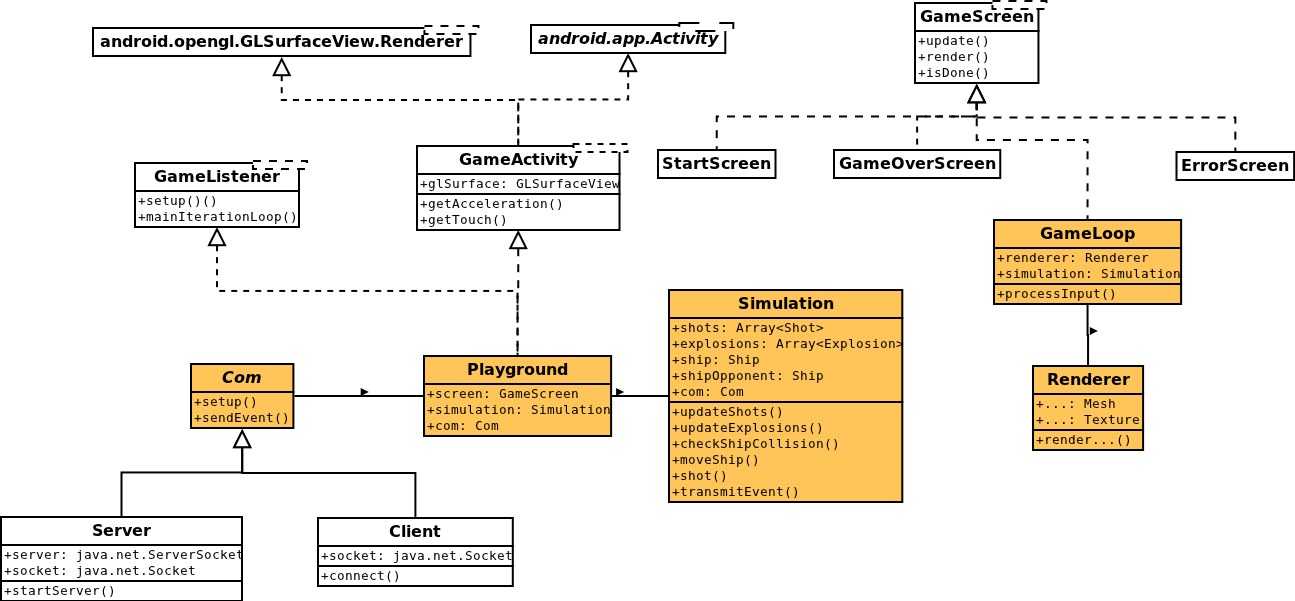 android.opengl.GLSurfaceView.Renderer
android.app.Activity
GameScreen
+update()
+render()
+isDone()
GameListener
+setup()()
+mainIterationLoop()
GameActivity
+glSurface: GLSurfaceView
+getAcceleration()
+getTouch()
StartScreen
GameOverScreen
ErrorScreen
GameLoop
+renderer: Renderer
+simulation: Simulation
+processInput()
Com
+setup()
+sendEvent()
Playground
+screen: GameScreen
+simulation: Simulation
+com: Com
Simulation
+shots: Array<Shot>
+explosions: Array<Explosion>
+ship: Ship
+shipOpponent: Ship
+com: Com
+updateShots()
+updateExplosions()
+checkShipCollision()
+moveShip()
+shot()
+transmitEvent()
Renderer
+...: Mesh
+...: Texture
+render...()
Server
+server: java.net.ServerSocket
+socket: java.net.Socket
+startServer()
Client
+socket: java.net.Socket
+connect()